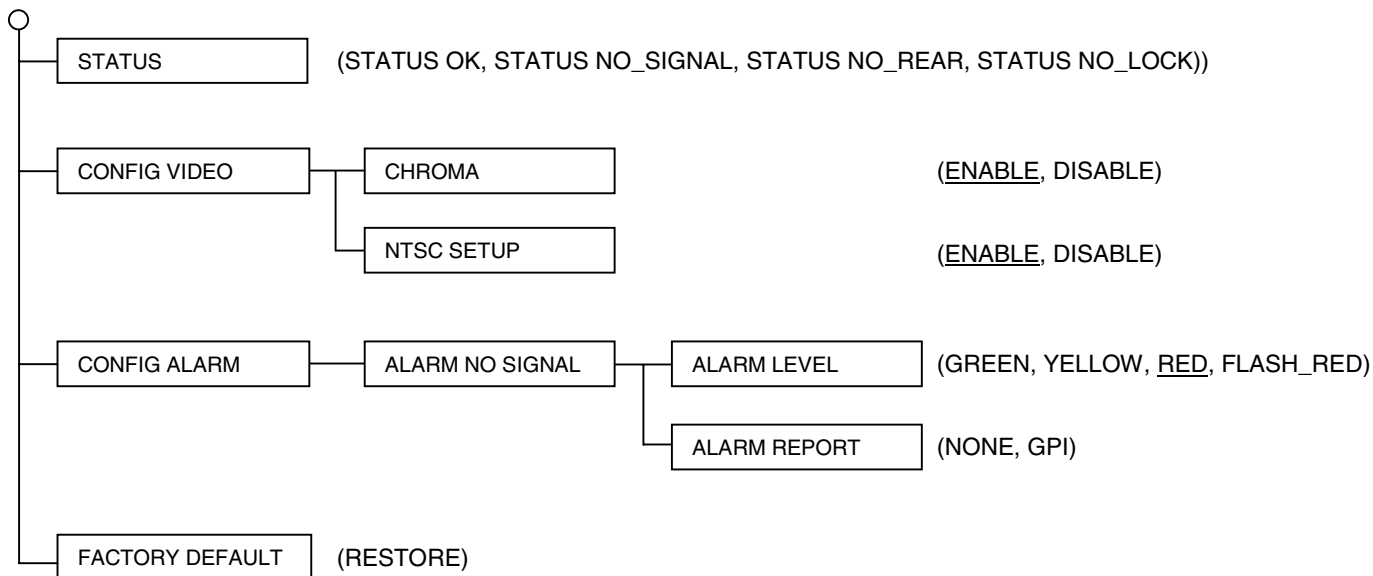 STATUS (STATUS OK, STATUS NO_SIGNAL, STATUS NO_REAR, STATUS NO_LOCK))
CONFIG VIDEO CHROMA (ENABLE, DISABLE)
NTSC SETUP (ENABLE, DISABLE)
CONFIG ALARM ALARM NO SIGNAL ALARM LEVEL (GREEN, YELLOW, RED, FLASH_RED)
ALARM REPORT (NONE, GPI)
FACTORY DEFAULT (RESTORE)